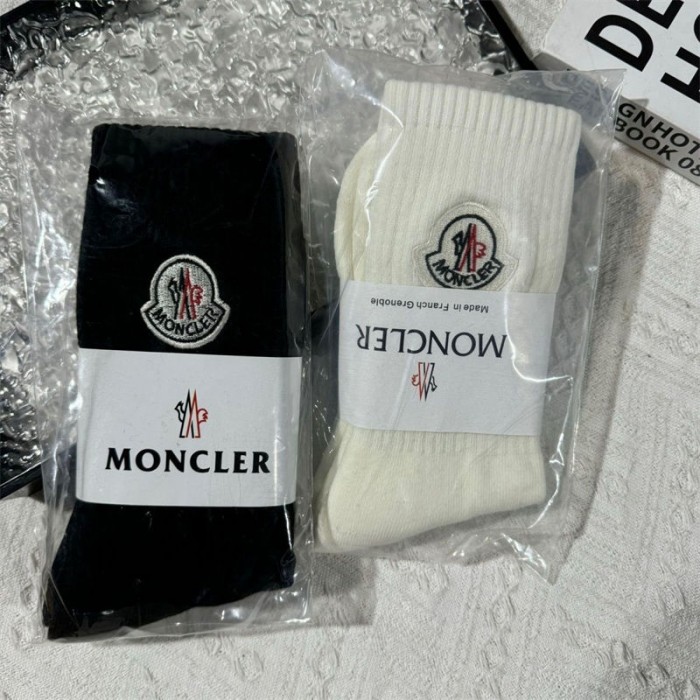 MONCLER
MONCLER
MONCLER
MONCLER
Made in Franch Grenoble
DE
H
GN HOT
BOOK 08